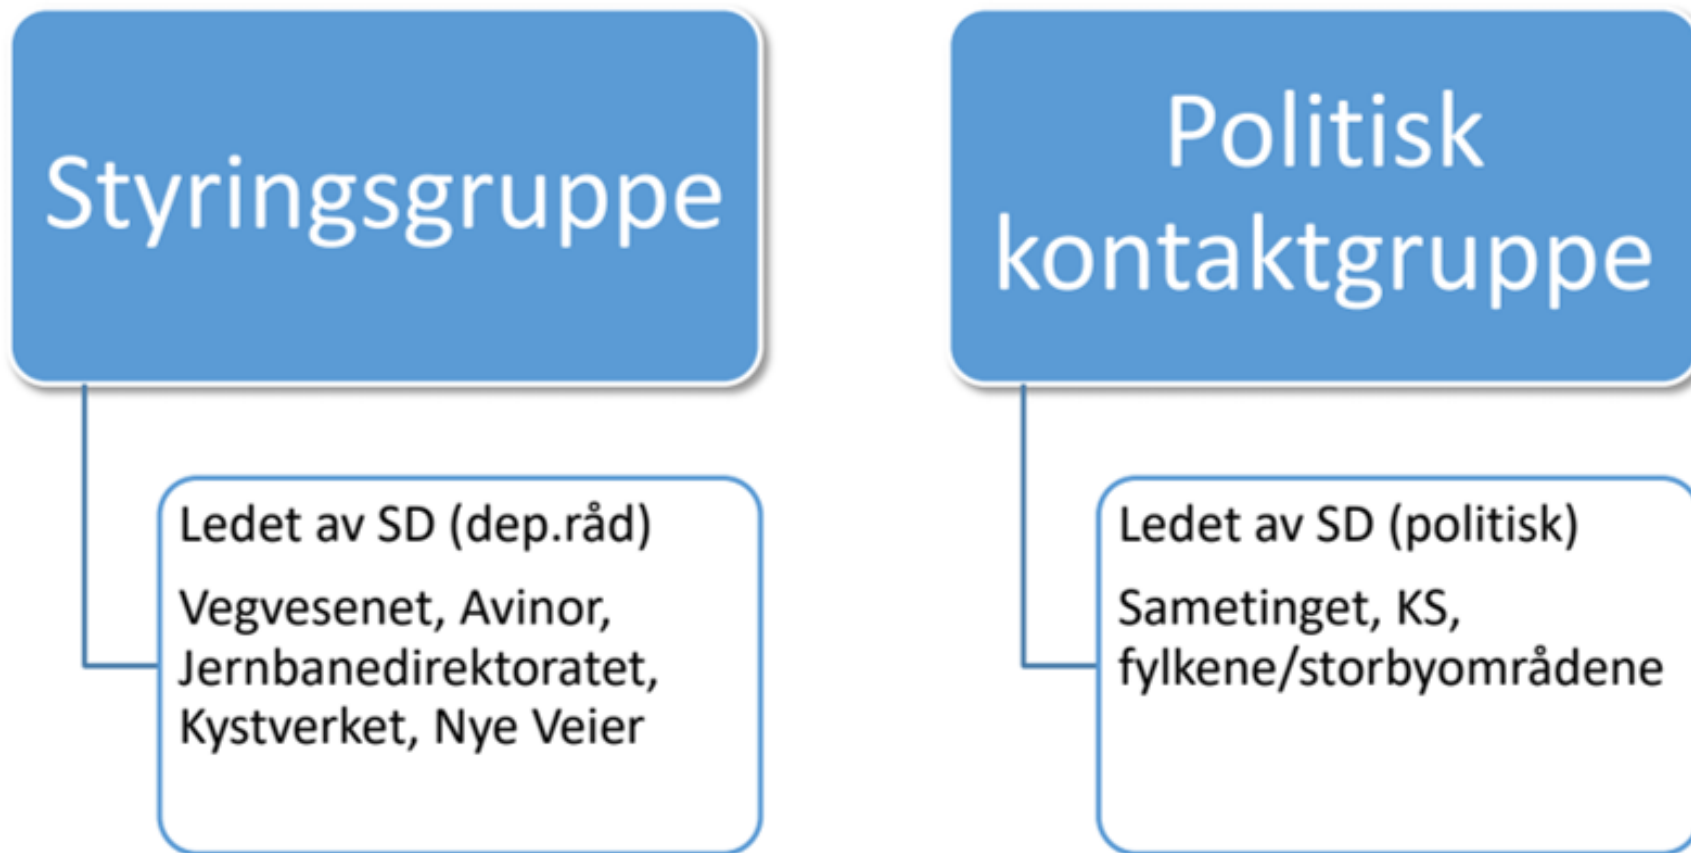 Styringsgruppe
Ledet av SD (dep.råd)
Vegvesenet, Avinor,
Jernbanedirektoratet,
Kystverket, Nye Veier
Politisk
kontaktgruppe
Ledet av SD (politisk)
Sametinget, KS,
fylkene/storbyområdene